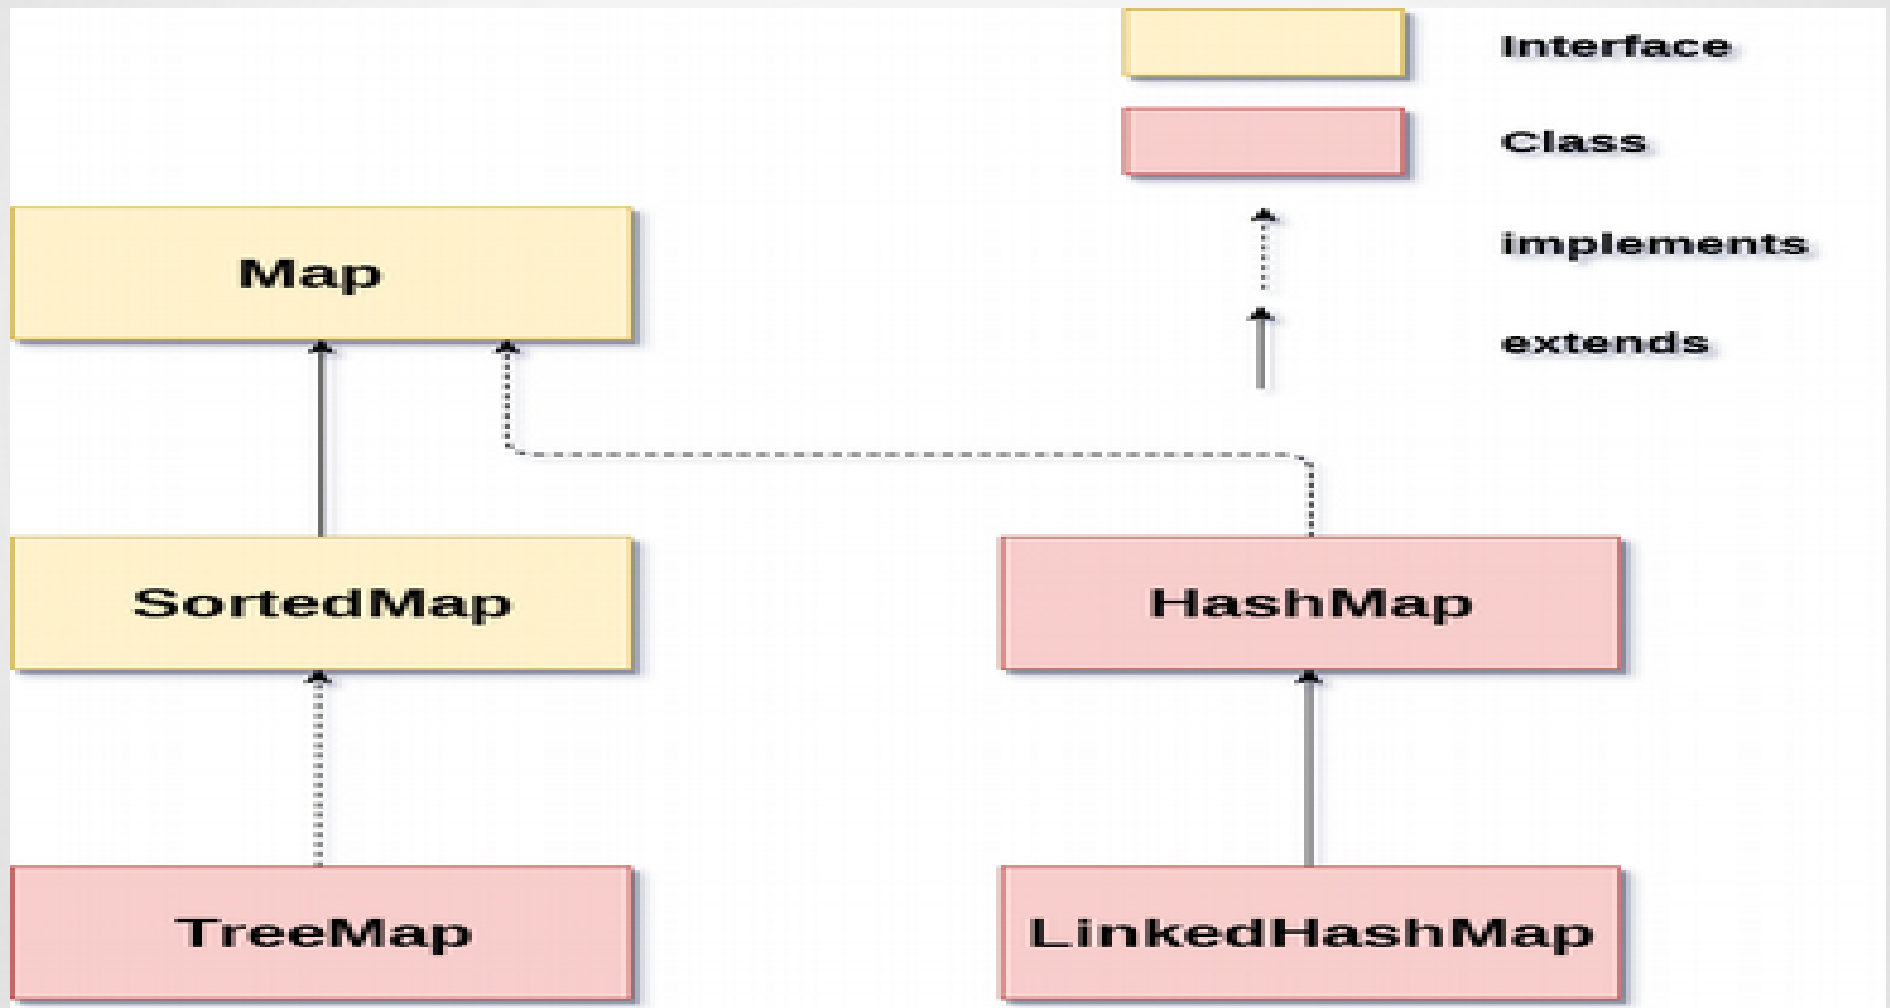 Interface
Class
implements
extends
Map
SortedMap
HashMap
TreeMap
LinkedHashMap